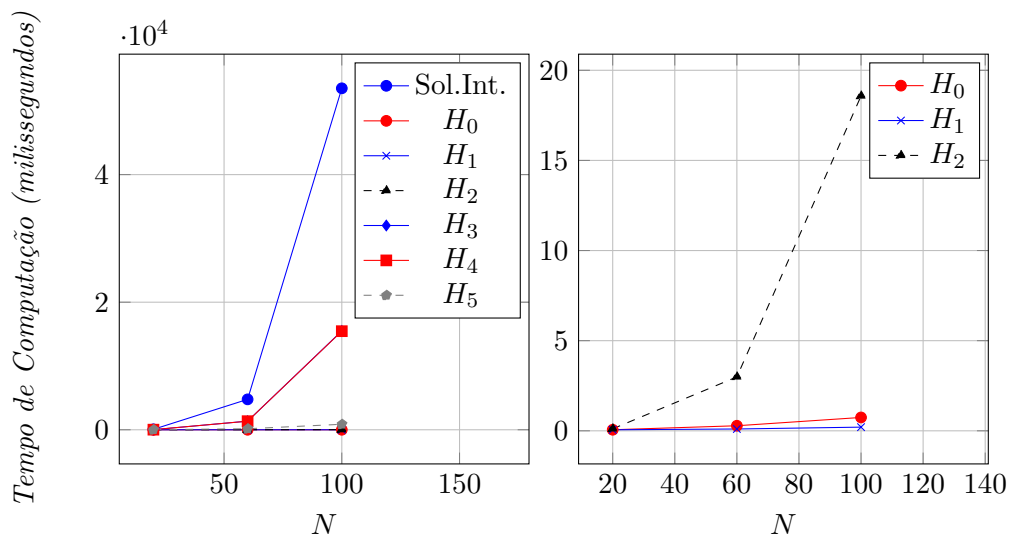 Tempo de Computação (milissegundos)
·10^4
4
2
0
50
100
150
N
Sol.Int.
H_0
H_1
H_2
H_3
H_4
H_5
20
15
10
5
0
20
40
60
80
100
120
140
N
H_0
H_1
H_2